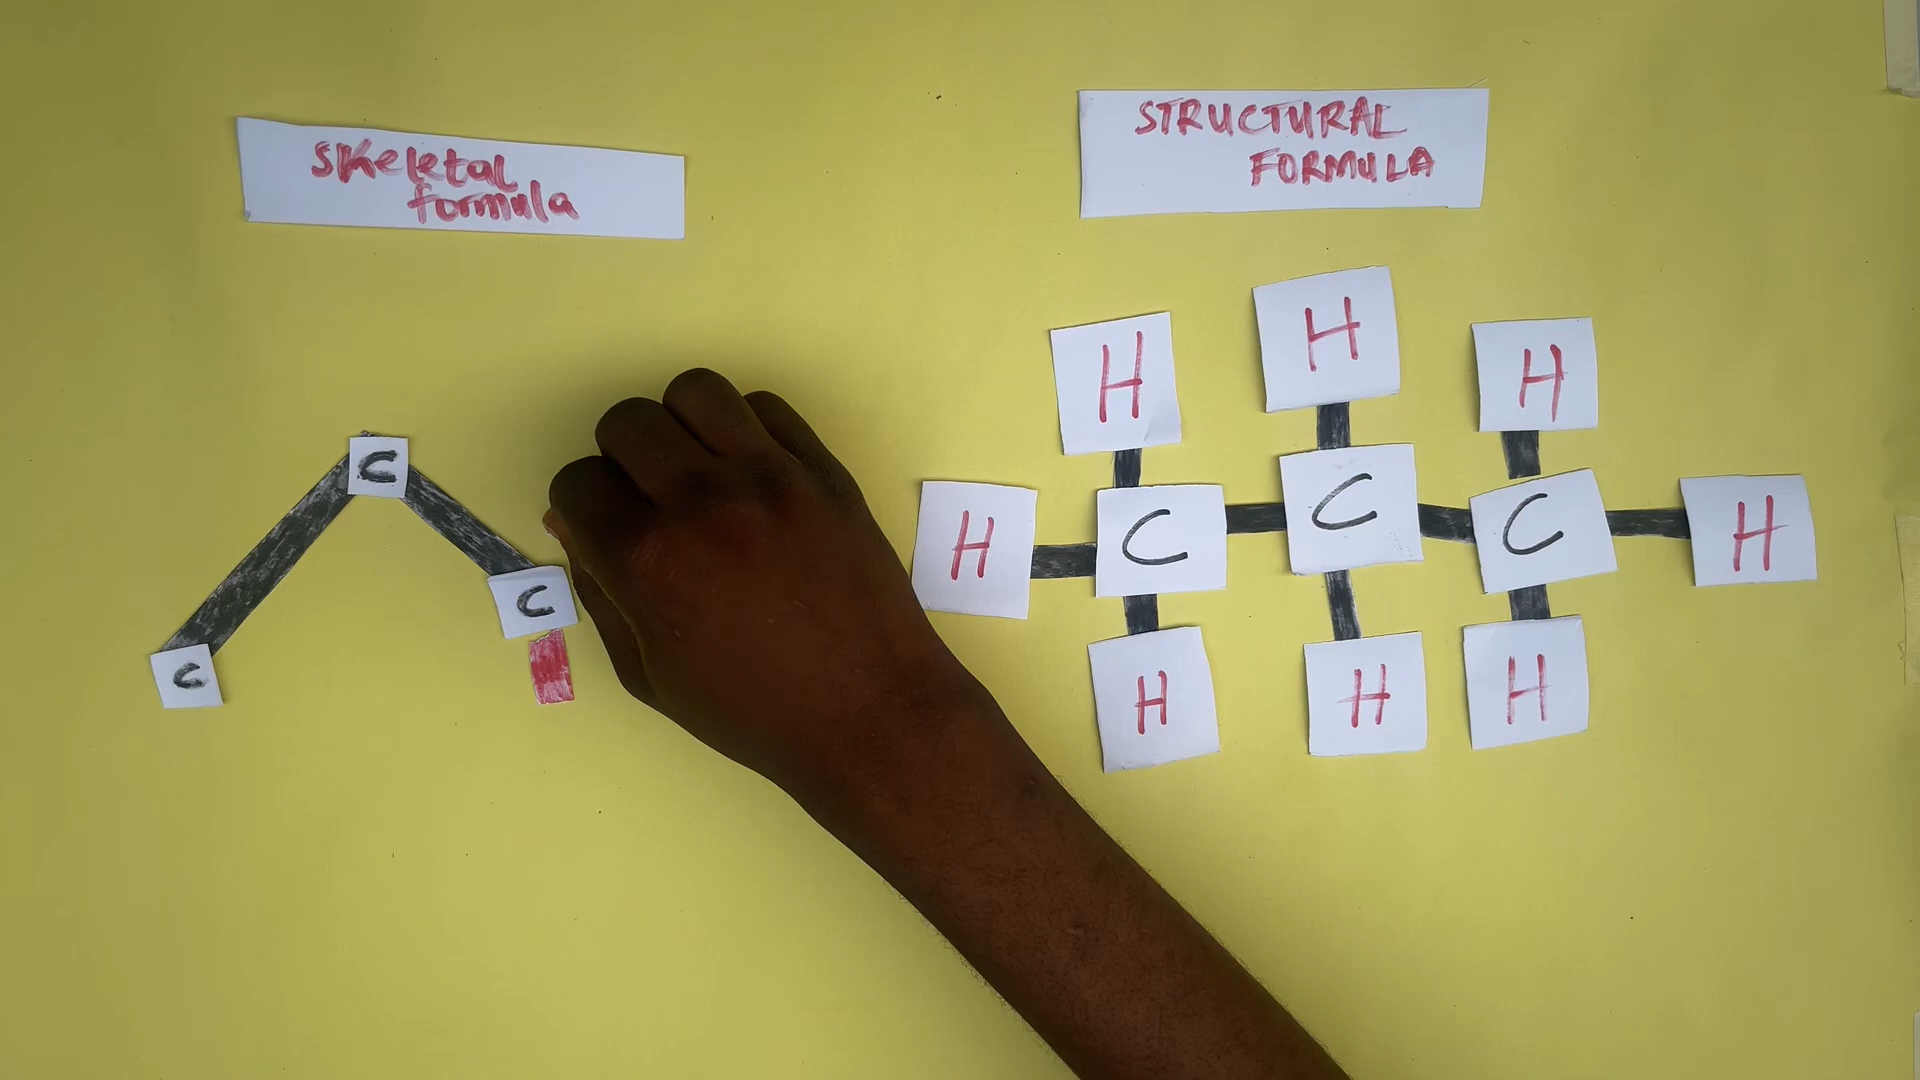 Skeletal
formula
STRUCTURAL
FORMULA
H H H
C
C
C
H C C C H
H H H